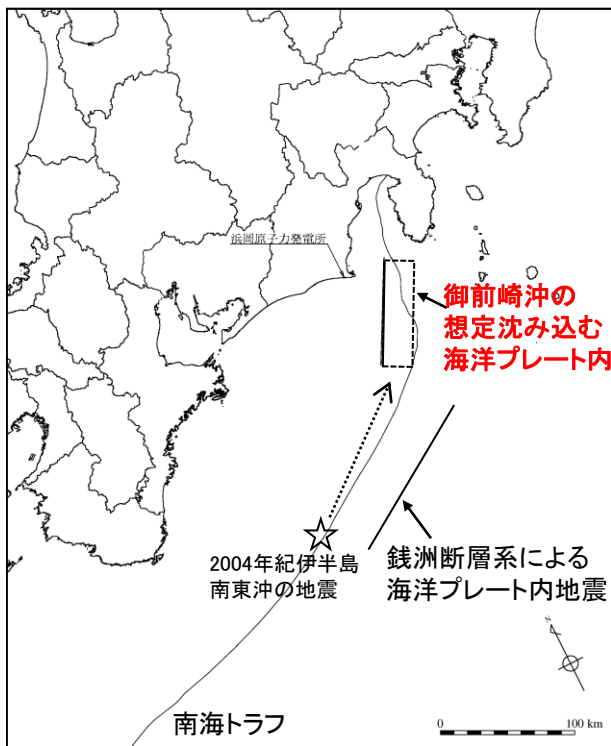 浜岡原子力発電所
御前崎沖の
想定沈み込む
海洋プレート内
2004年紀伊半島
南東沖の地震
銭洲断層系による
海洋プレート内地震
N
南海トラフ
0 100 km